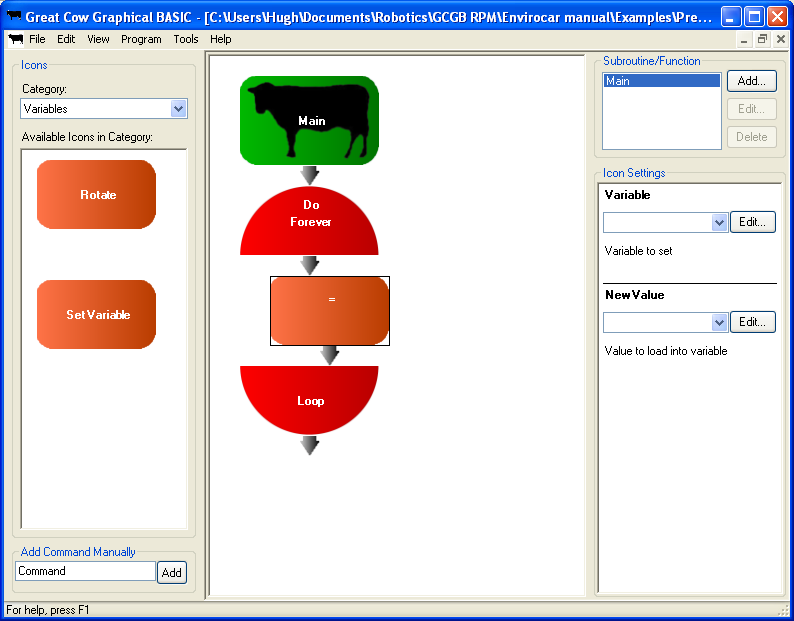 Great Cow Graphical BASIC - [C:\Users\Hugh\Documents\Robotics\GCGB RPM\Envirocar manual\Examples\Pre...
File Edit View Program Tools Help
Icons
Category:
Variables
Available Icons in Category:
Rotate
Set Variable
Add Command Manually
Command
Add
Main
Do
Forever
=
Loop
Subroutine/Function
Main
Add...
Edit...
Delete
Icon Settings
Variable
Edit...
Variable to set
New Value
Edit...
Value to load into variable
For help, press F1